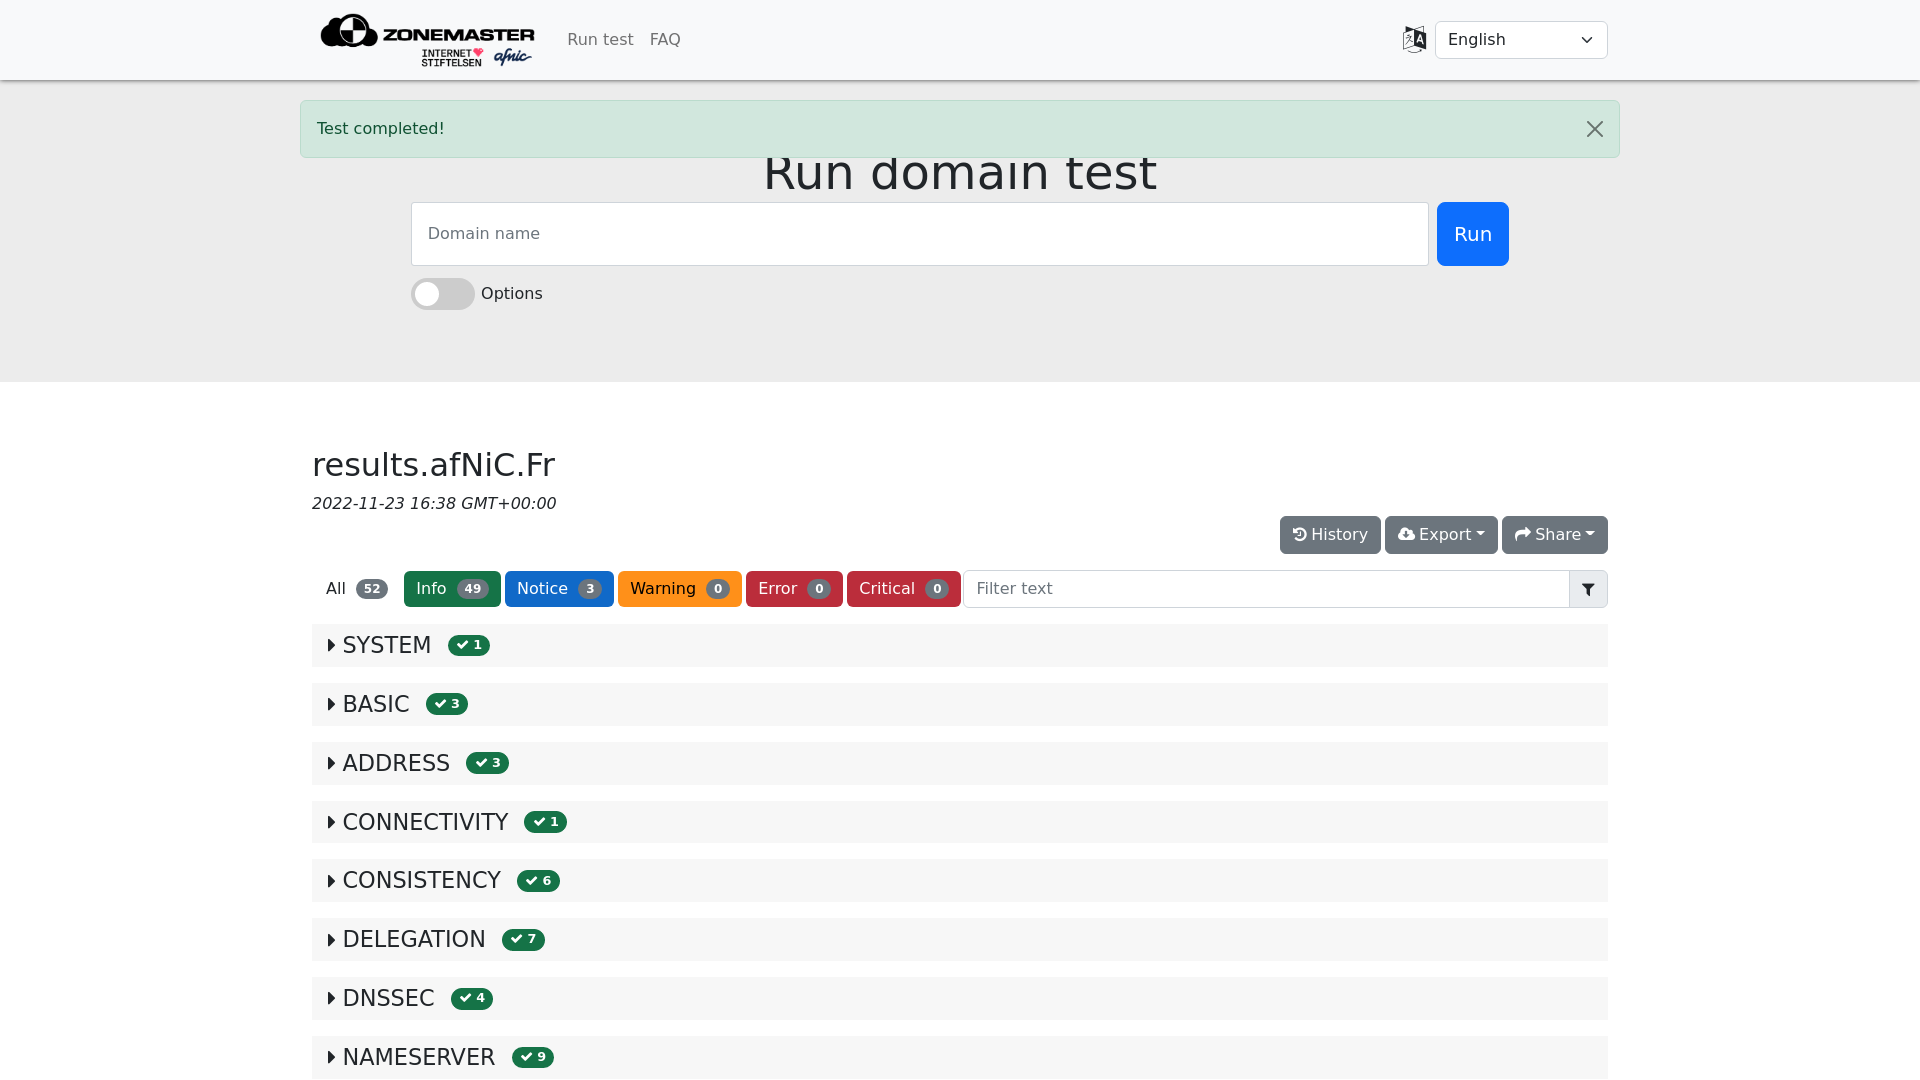 ZONEMASTER
INTERNET STIFTELSEN afnic
Run test FAQ
English
Test completed!
Run domain test
Domain name
Run
Options
results.afNiC.Fr
2022-11-23 16:38 GMT+00:00
History Export Share
All 52 Info 49 Notice 3 Warning 0 Error 0 Critical 0 Filter text
SYSTEM 1
BASIC 3
ADDRESS 3
CONNECTIVITY 1
CONSISTENCY 6
DELEGATION 7
DNSSEC 4
NAMESERVER 9